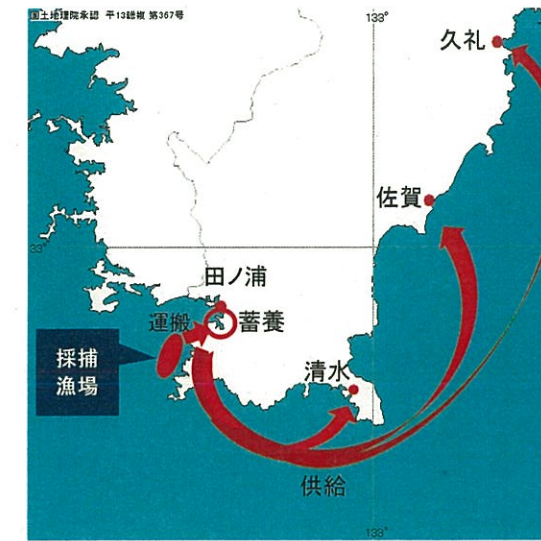 国土地理院承認 平13総複 第367号
133°
久礼
佐賀
33°
田ノ浦
運搬
蓄養
採捕
漁場
清水
供給
133°